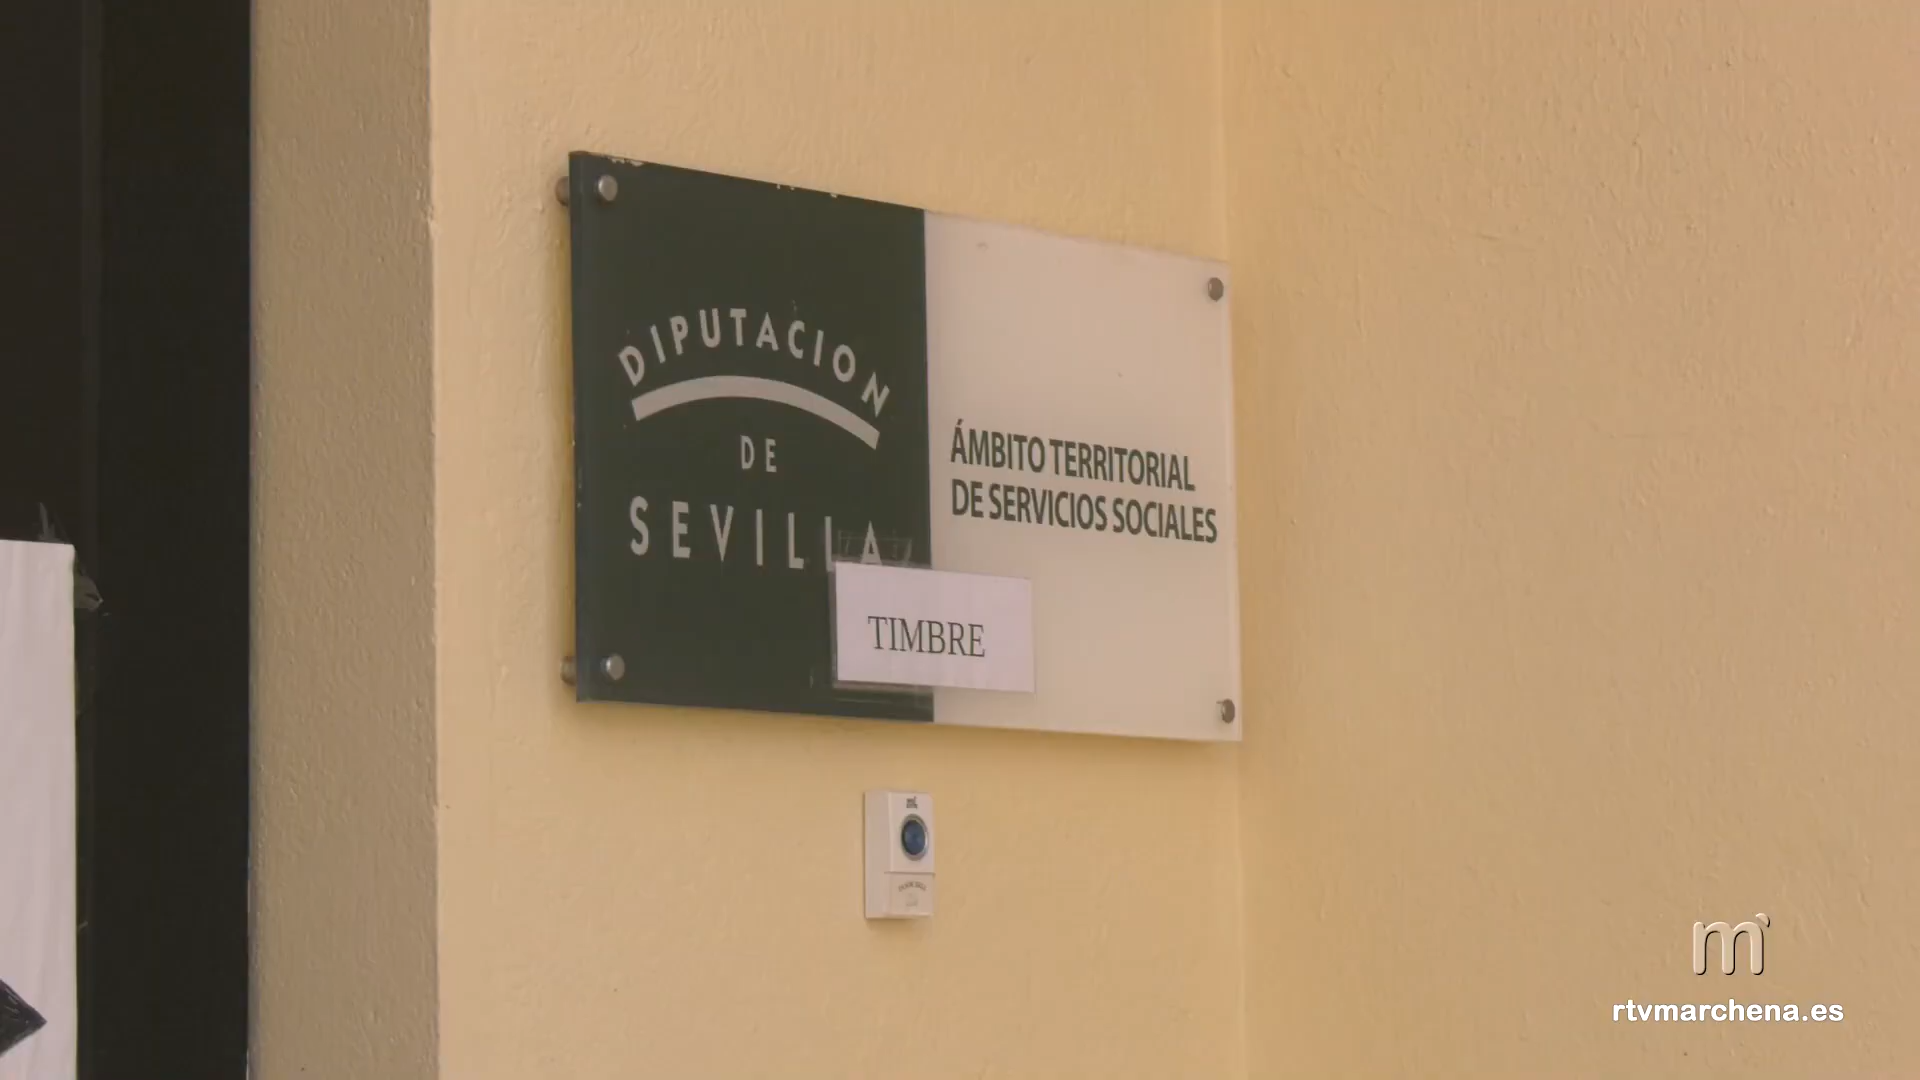 DIPUTACION
DE
SEVILLA
ÁMBITO TERRITORIAL
DE SERVICIOS SOCIALES
TIMBRE
m
rtvmarchena.es